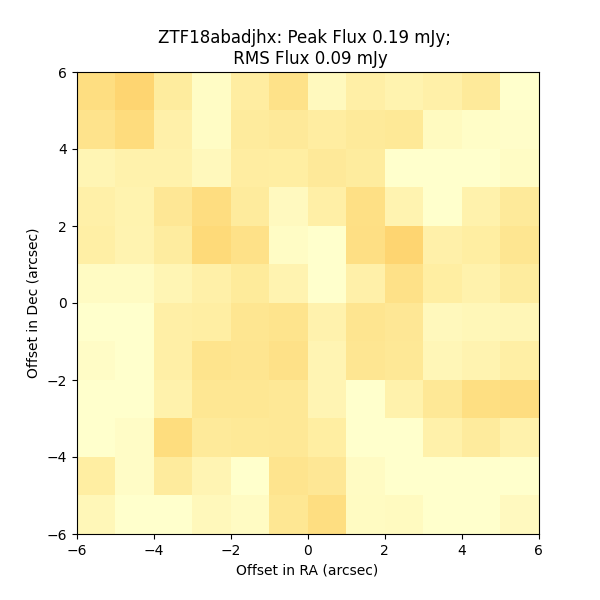 ZTF18abadjhx: Peak Flux 0.19 mJy;
RMS Flux 0.09 mJy
6
4
2
0
−2
−4
−6
Offset in Dec (arcsec)
−6 −4 −2 0 2 4 6
Offset in RA (arcsec)